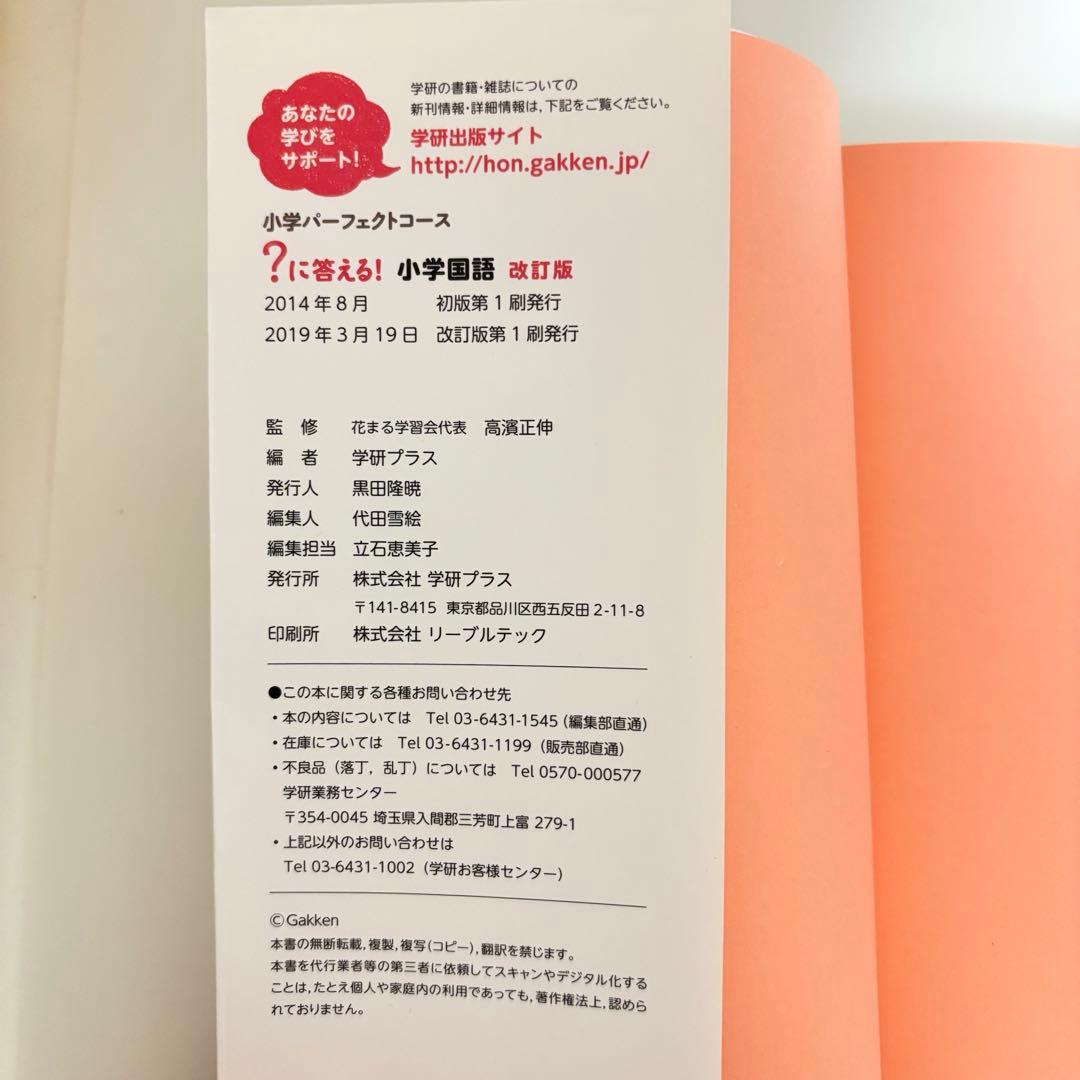 あなたの
学びを
サポート!
学研の書籍・雑誌についての
新刊情報・詳細情報は,下記をご覧ください。
学研出版サイト
http://hon.gakken.jp/
小学パーフェクトコース
?に答える! 小学国語 改訂版
2014年8月 初版第1刷発行
2019年3月19日 改訂版第1刷発行
監 修 花まる学習会代表 高濱正伸
編 者 学研プラス
発行人 黒田隆暁
編集人 代田雪絵
編集担当 立石恵美子
発行所 株式会社 学研プラス
〒141-8415 東京都品川区西五反田2-11-8
印刷所 株式会社 リーブルテック
●この本に関する各種お問い合わせ先
・本の内容については Tel 03-6431-1545(編集部直通)
・在庫については Tel 03-6431-1199(販売部直通)
・不良品(落丁,乱丁)については Tel 0570-000577
学研業務センター
〒354-0045 埼玉県入間郡三芳町上富 279-1
・上記以外のお問い合わせは
Tel 03-6431-1002(学研お客様センター)
©Gakken
本書の無断転載,複製,複写(コピー),翻訳を禁じます。
本書を代行業者等の第三者に依頼してスキャンやデジタル化する
ことは,たとえ個人や家庭内の利用であっても,著作権法上,認めら
れておりません。